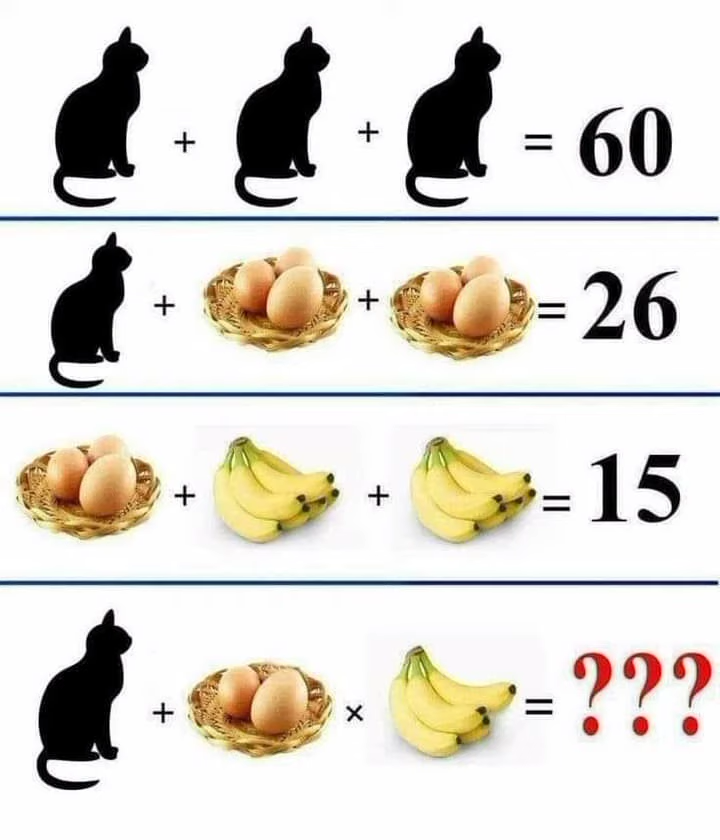 + + = 60
+ + = 26
+ + = 15
+ × = ???